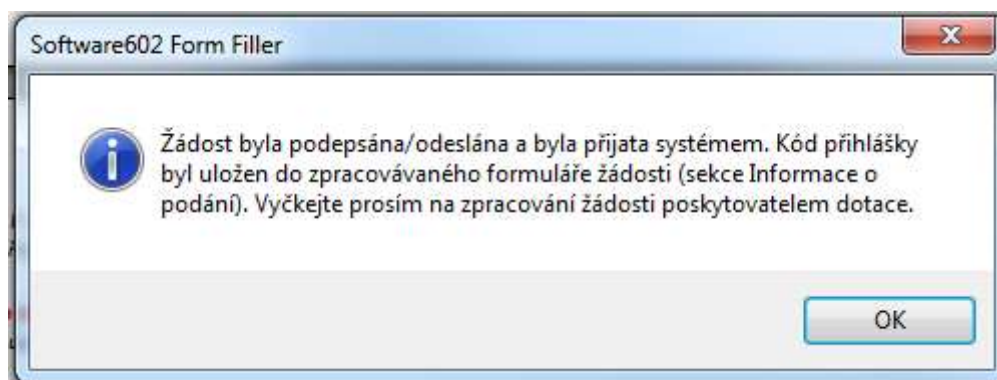 Software602 Form Filler
Žádost byla podepsána/odeslána a byla přijata systémem. Kód přihlášky
byl uložen do zpracovávaného formuláře žádosti (sekce Informace o
podání). Vyčkejte prosím na zpracování žádosti poskytovatelem dotace.
OK